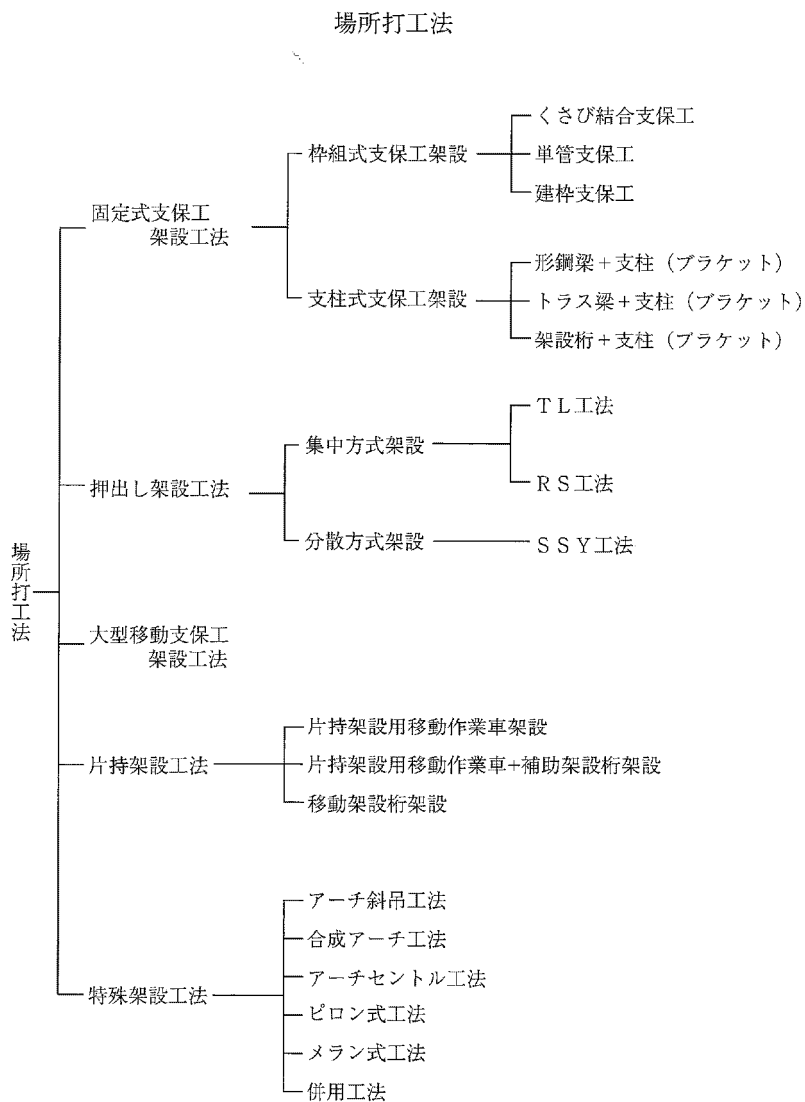 場所打工法
場所打工法
固定式支保工
架設工法
枠組式支保工架設
くさび結合支保工
単管支保工
建枠支保工
支柱式支保工架設
形鋼梁+支柱（ブラケット）
トラス梁+支柱（ブラケット）
架設桁+支柱（ブラケット）
押出し架設工法
集中方式架設
ＴＬ工法
ＲＳ工法
分散方式架設
ＳＳＹ工法
大型移動支保工
架設工法
片持架設工法
片持架設用移動作業車架設
片持架設用移動作業車+補助架設桁架設
移動架設桁架設
特殊架設工法
アーチ斜吊工法
合成アーチ工法
アーチセントル工法
ピロン式工法
メラン式工法
併用工法